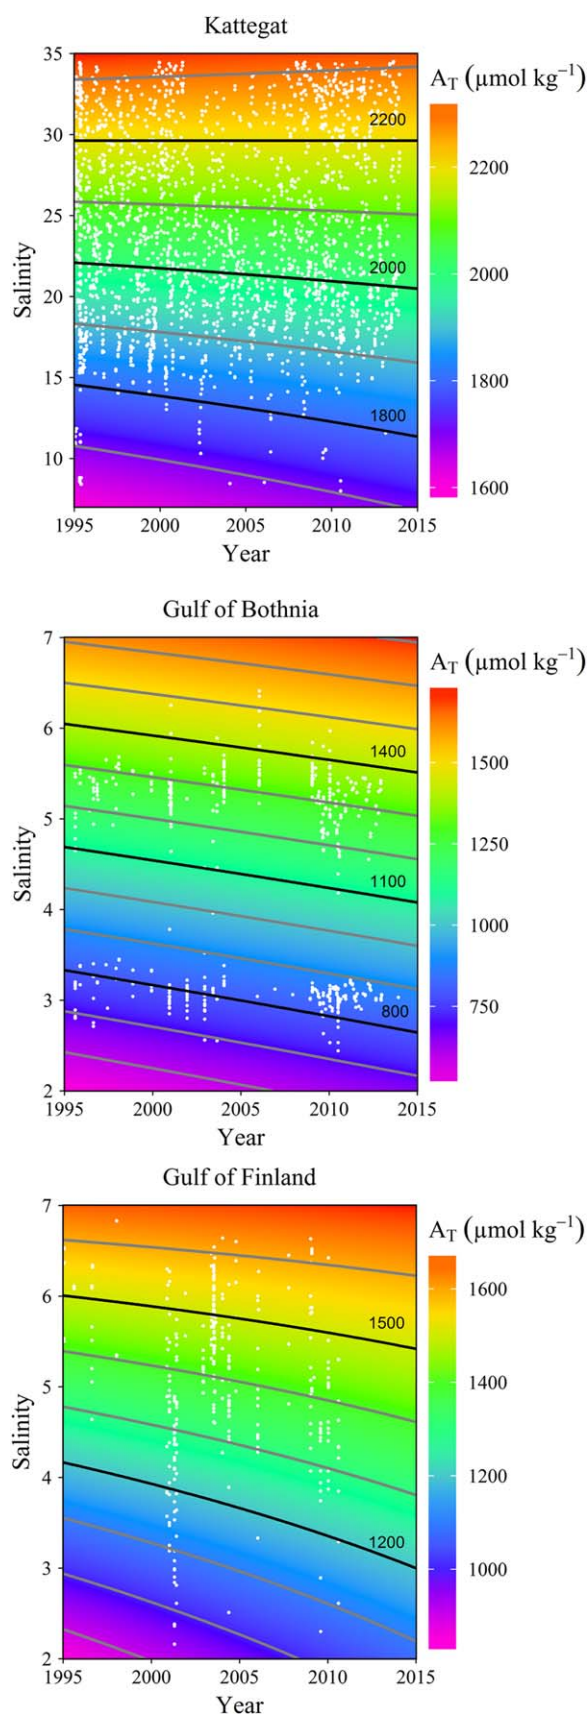 Kattegat
A_T (μmol kg⁻¹)
35
30
25
20
15
10
Salinity
2200
2000
1800
2200
2000
1800
1600
1995 2000 2005 2010 2015
Year
Gulf of Bothnia
A_T (μmol kg⁻¹)
7
6
5
4
3
2
Salinity
1400
1100
800
1500
1250
1000
750
1995 2000 2005 2010 2015
Year
Gulf of Finland
A_T (μmol kg⁻¹)
7
6
5
4
3
2
Salinity
1500
1200
1600
1400
1200
1000
1995 2000 2005 2010 2015
Year